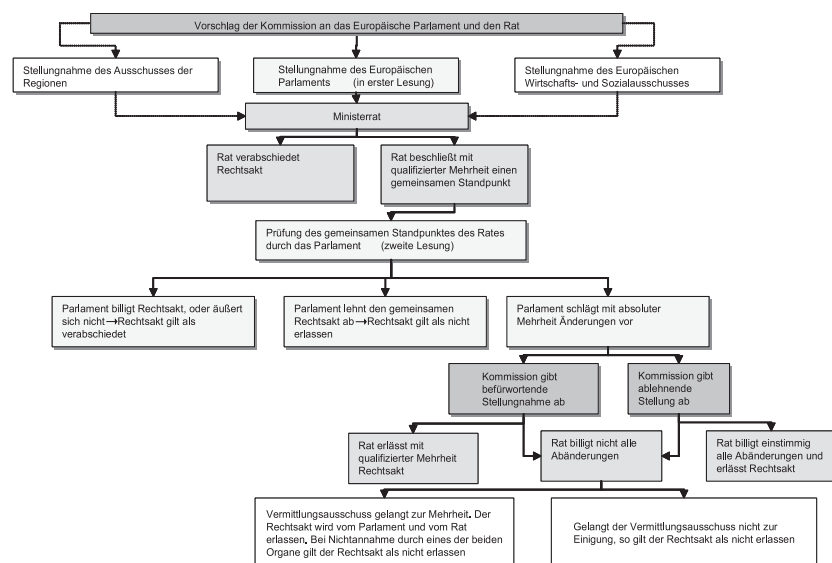 Vorschlag der Kommission an das Europäische Parlament und den Rat
Stellungnahme des Ausschusses der
Regionen
Stellungnahme des Europäischen
Parlaments (in erster Lesung)
Stellungnahme des Europäischen
Wirtschafts- und Sozialausschusses
Ministerrat
Rat verabschiedet
Rechtsakt
Rat beschließt mit
qualifizierter Mehrheit einen
gemeinsamen Standpunkt
Prüfung des gemeinsamen Standpunktes des Rates
durch das Parlament (zweite Lesung)
Parlament billigt Rechtsakt, oder äußert
sich nicht→Rechtsakt gilt als
verabschiedet
Parlament lehnt den gemeinsamen
Rechtsakt ab→Rechtsakt gilt als nicht
erlassen
Parlament schlägt mit absoluter
Mehrheit Änderungen vor
Kommission gibt
befürwortende
Stellungnahme ab
Kommission gibt
ablehnende
Stellung ab
Rat erlässt mit
qualifizierter Mehrheit
Rechtsakt
Rat billigt nicht alle
Abänderungen
Rat billigt einstimmig
alle Abänderungen und
erlässt Rechtsakt
Vermittlungsausschuss gelangt zur Mehrheit. Der
Rechtsakt wird vom Parlament und vom Rat
erlassen. Bei Nichtannahme durch eines der beiden
Organe gilt der Rechtsakt als nicht erlassen
Gelangt der Vermittlungsausschuss nicht zur
Einigung, so gilt der Rechtsakt als nicht erlassen